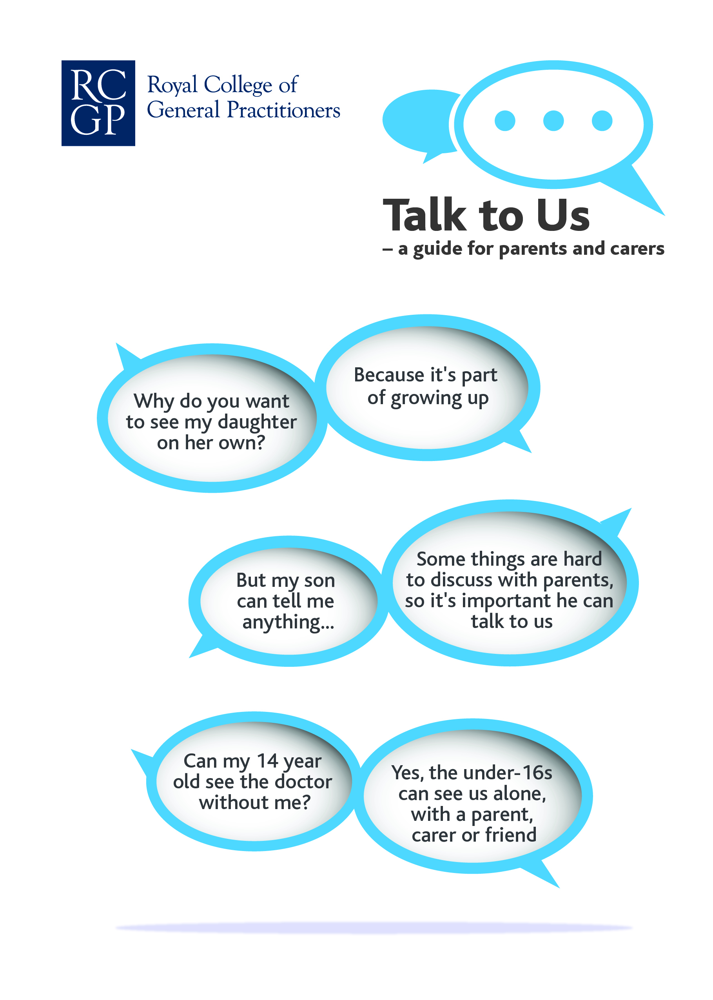 RC
GP
Royal College of
General Practitioners
Talk to Us
– a guide for parents and carers
Why do you want
to see my daughter
on her own?
Because it's part
of growing up
But my son
can tell me
anything...
Some things are hard
to discuss with parents,
so it's important he can
talk to us
Can my 14 year
old see the doctor
without me?
Yes, the under-16s
can see us alone,
with a parent,
carer or friend